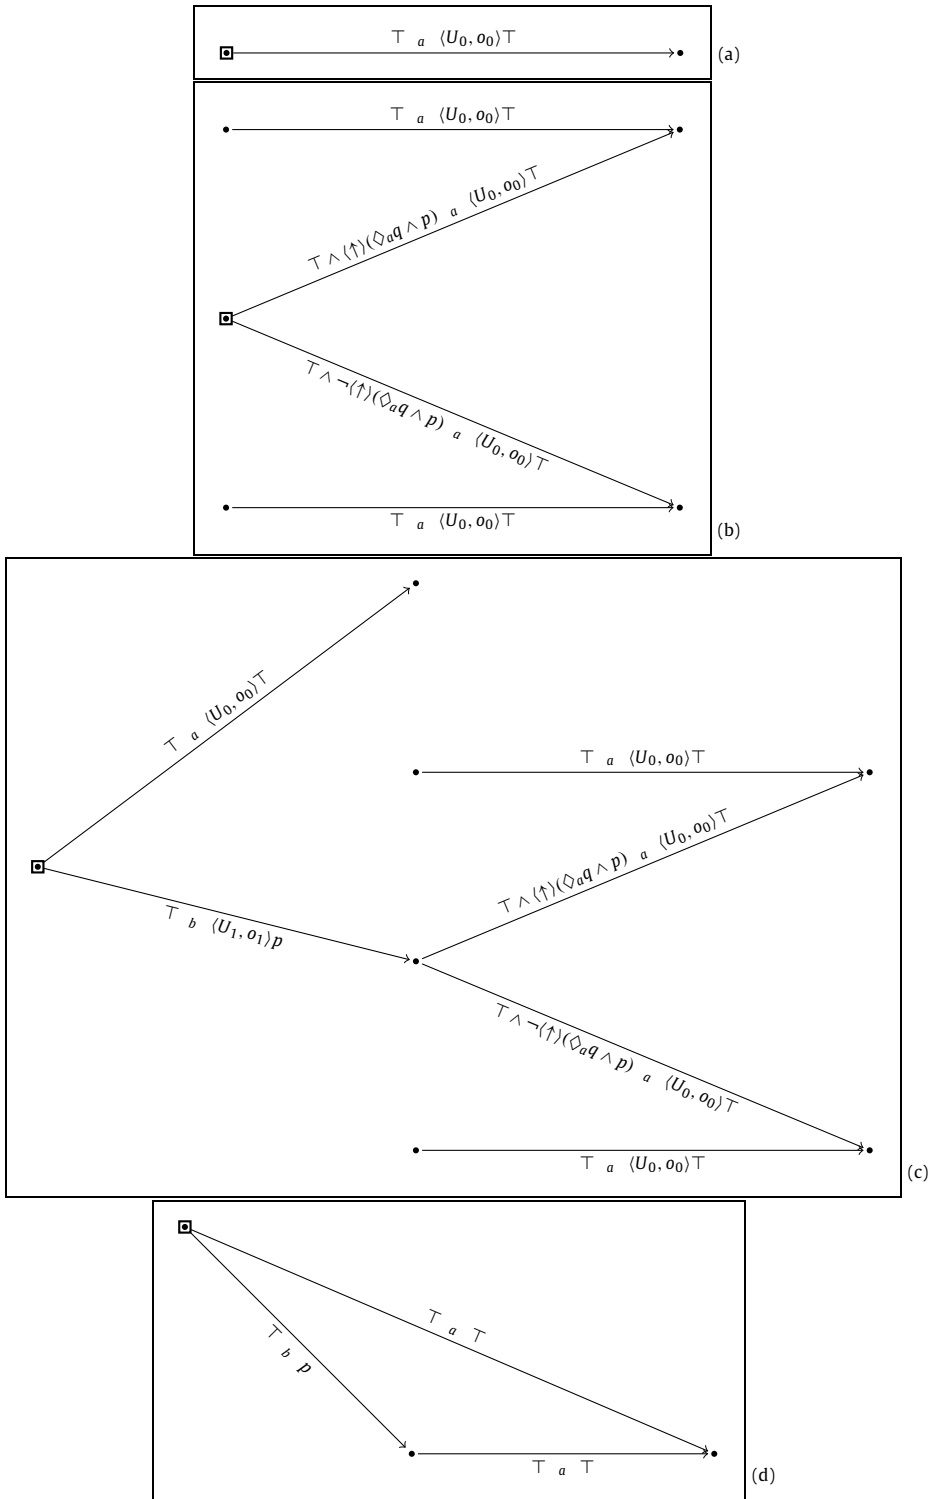 ⊤ a ⟨U₀, o₀⟩⊤
(a)
⊤ a ⟨U₀, o₀⟩⊤
⊤ ∧ ⟨↑⟩(◇ₐq ∧ p) a ⟨U₀, o₀⟩⊤
⊤ ∧ ¬⟨↑⟩(◇ₐq ∧ p) a ⟨U₀, o₀⟩⊤
⊤ a ⟨U₀, o₀⟩⊤
(b)
⊤ a ⟨U₀, o₀⟩⊤
⊤ a ⟨U₀, o₀⟩⊤
⊤ ∧ ⟨↑⟩(◇ₐq ∧ p) a ⟨U₀, o₀⟩⊤
⊤ b ⟨U₁, o₁⟩p
⊤ ∧ ¬⟨↑⟩(◇ₐq ∧ p) a ⟨U₀, o₀⟩⊤
⊤ a ⟨U₀, o₀⟩⊤
(c)
⊤ a ⊤
⊤ b p
⊤ a ⊤
(d)